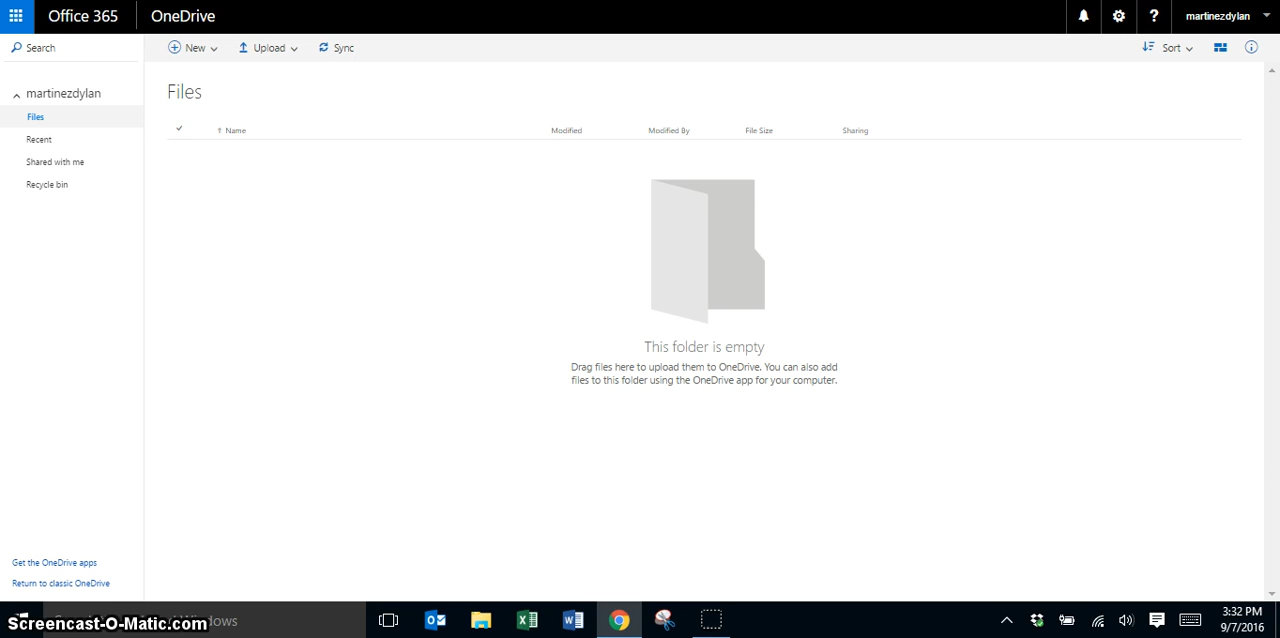 Office 365 OneDrive ? martinezdylan
Search New Upload Sync Sort
martinezdylan
Files
Recent
Shared with me
Recycle bin
Files
Name Modified Modified By File Size Sharing
This folder is empty
Drag files here to upload them to OneDrive. You can also add
files to this folder using the OneDrive app for your computer.
Get the OneDrive apps
Return to classic OneDrive
Screencast-O-Matic.com Windows
3:32 PM
9/7/2016